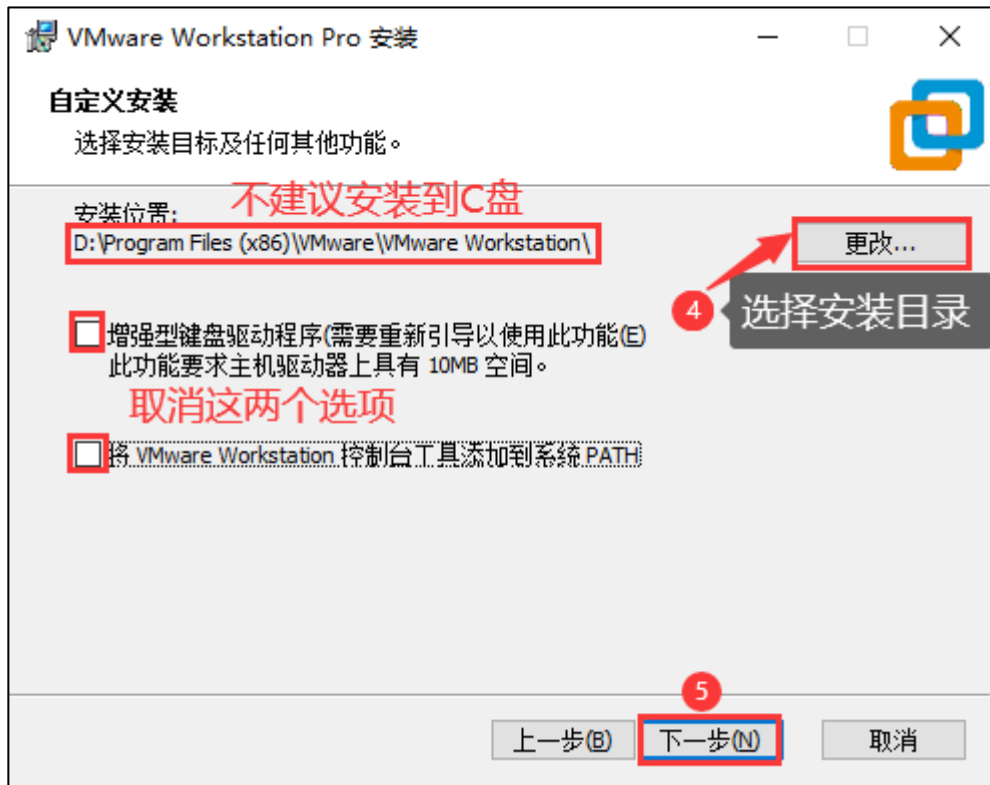 VMware Workstation Pro 安装
自定义安装
选择安装目标及任何其他功能。
不建议安装到C盘
安装位置:
D:\Program Files (x86)\VMware\VMware Workstation\
更改...
4 选择安装目录
增强型键盘驱动程序(需要重新引导以使用此功能(E)
此功能要求主机驱动器上具有 10MB 空间。
取消这两个选项
将 VMware Workstation 控制台工具添加到系统 PATH
5
上一步(B) 下一步(N) 取消